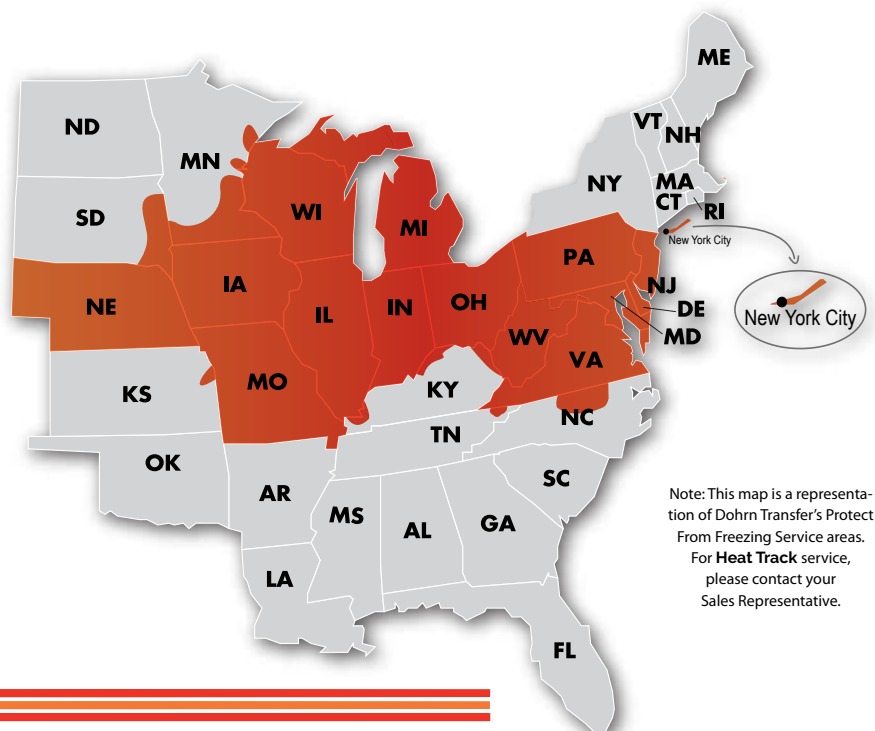 ME
ND
MN
VT
NH
WI
NY
MA
SD
CT
RI
MI
New York City
PA
IA
NJ
NE
IL
IN
OH
DE
New York City
WV
MD
VA
KS
MO
KY
NC
TN
OK
SC
AR
MS
AL
GA
LA
FL
Note: This map is a representa-
tion of Dohrn Transfer's Protect
From Freezing Service areas.
For Heat Track service,
please contact your
Sales Representative.